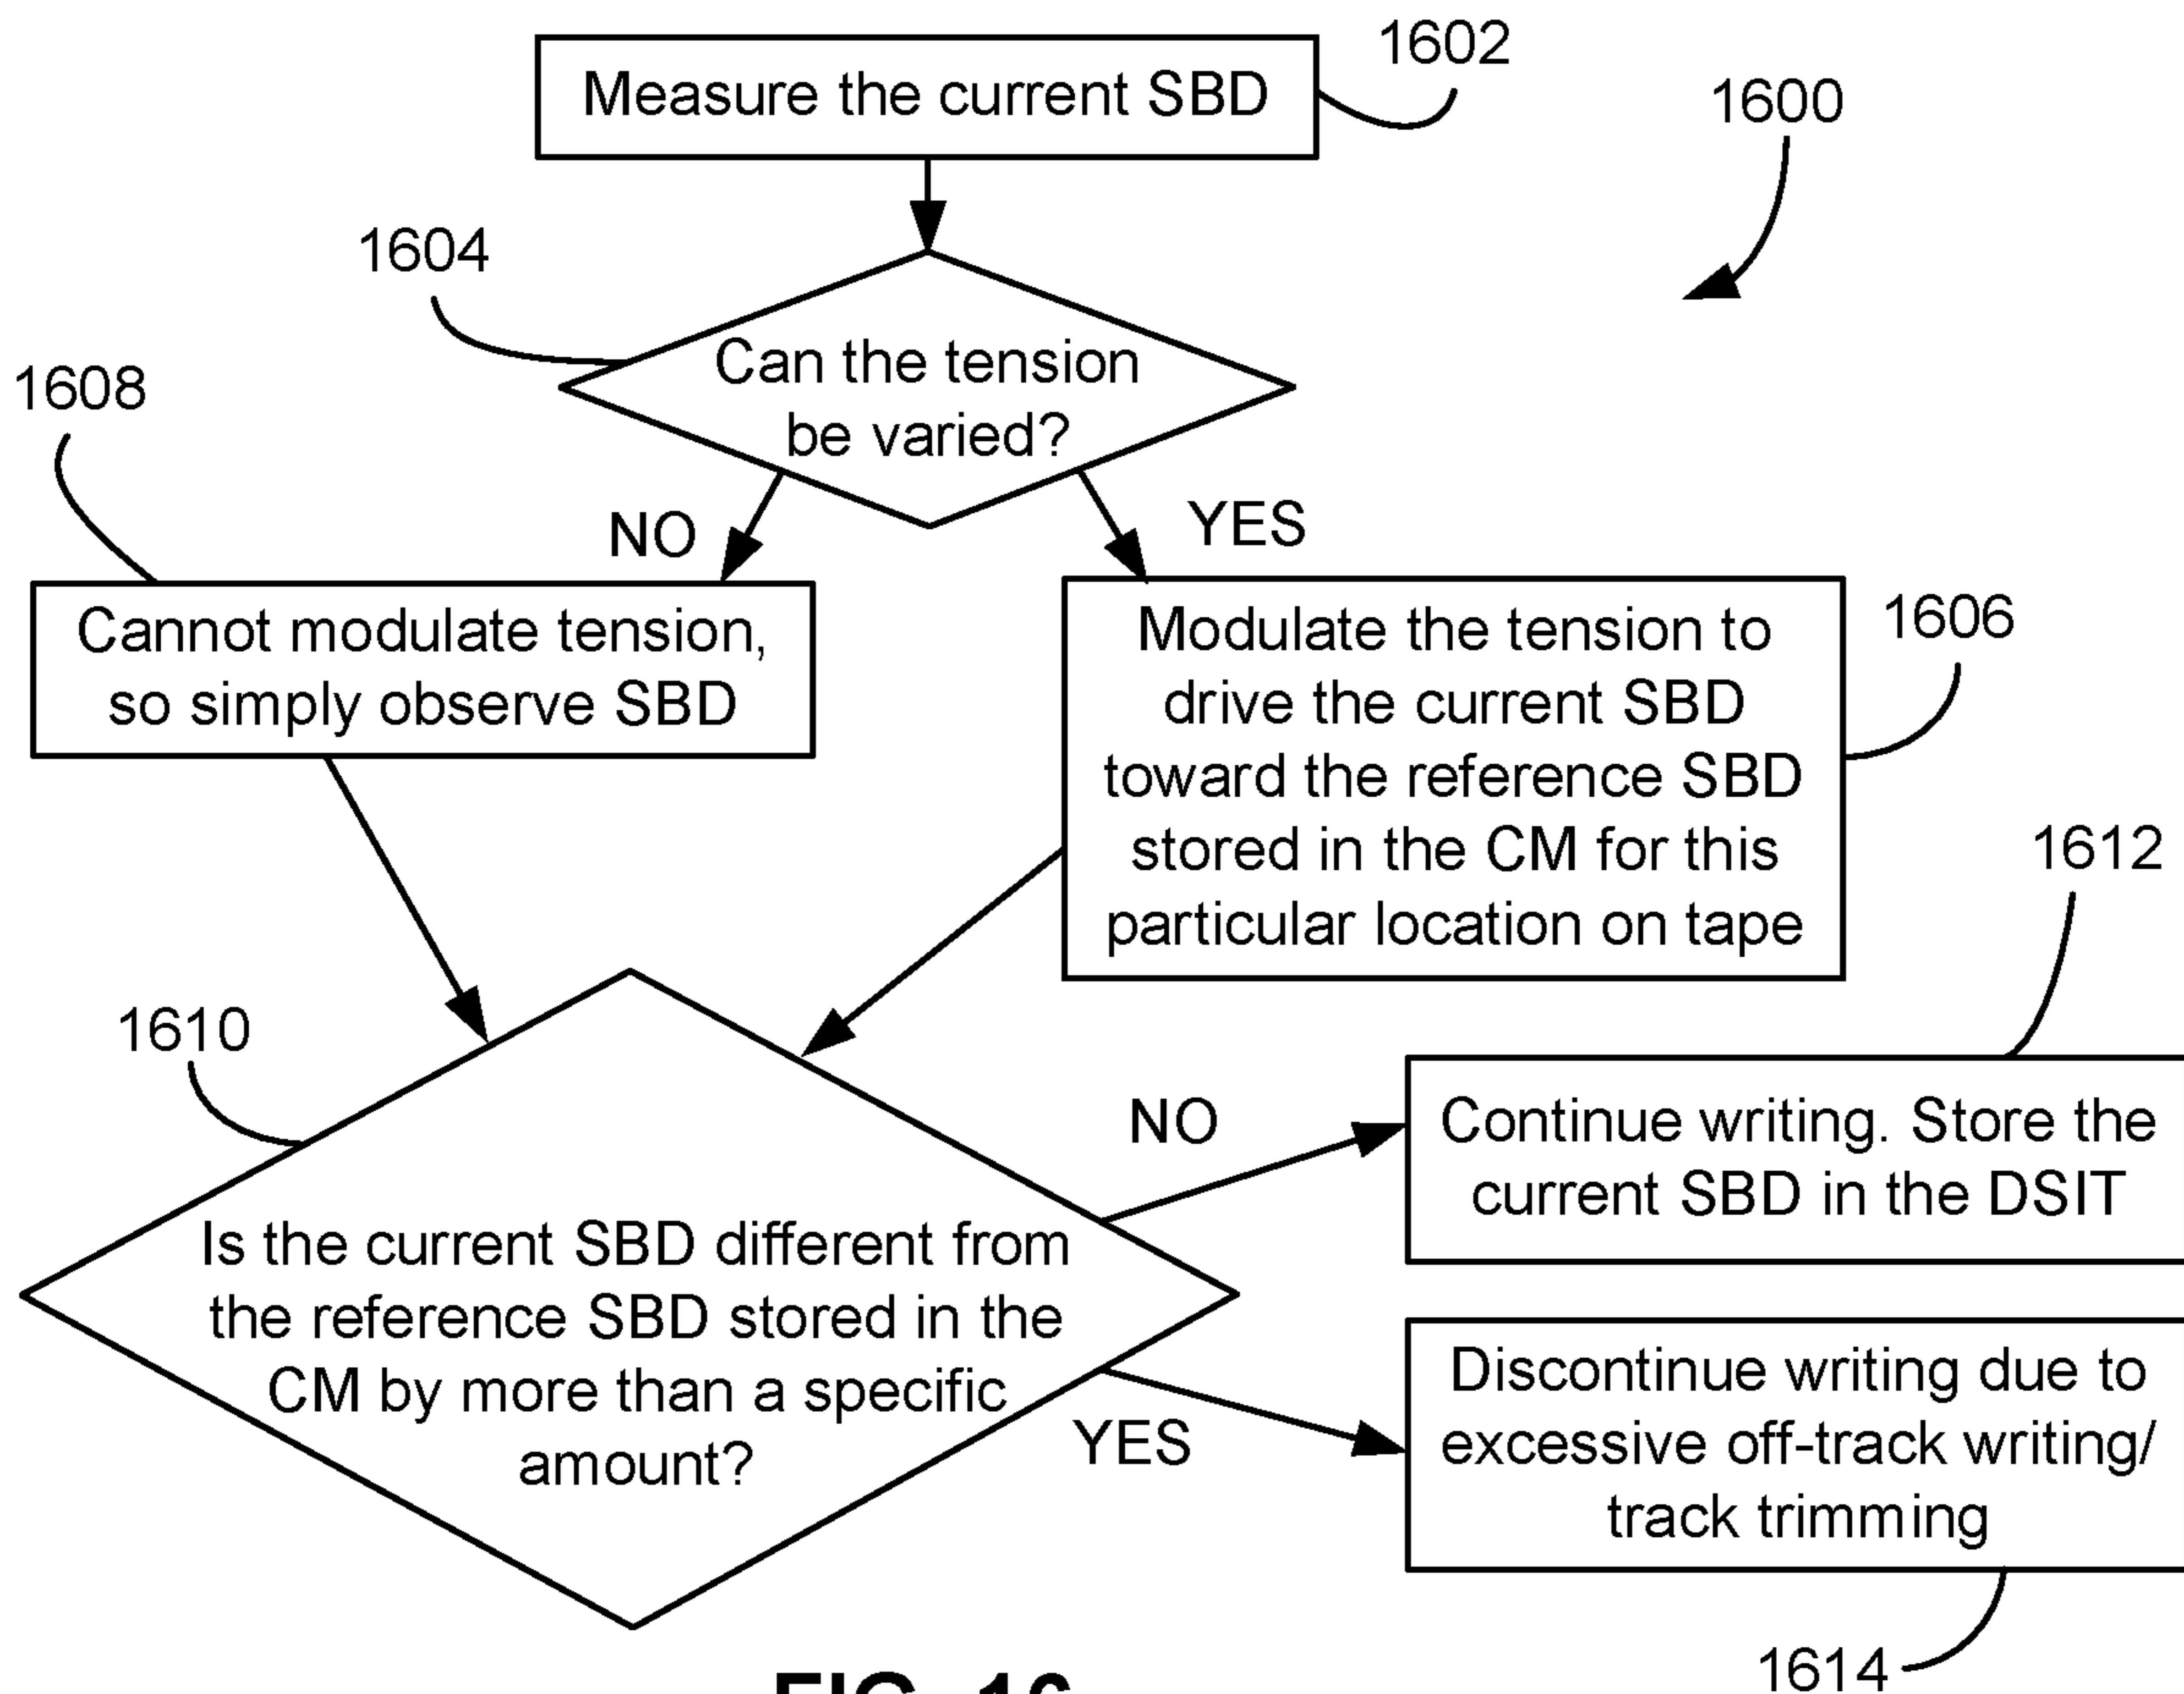 Measure the current SBD
1602
1600
1604
Can the tension
be varied?
1608
NO
YES
Cannot modulate tension,
so simply observe SBD
Modulate the tension to
drive the current SBD
toward the reference SBD
stored in the CM for this
particular location on tape
1606
1612
1610
Is the current SBD different from
the reference SBD stored in the
CM by more than a specific
amount?
NO
YES
Continue writing. Store the
current SBD in the DSIT
Discontinue writing due to
excessive off-track writing/
track trimming
1614